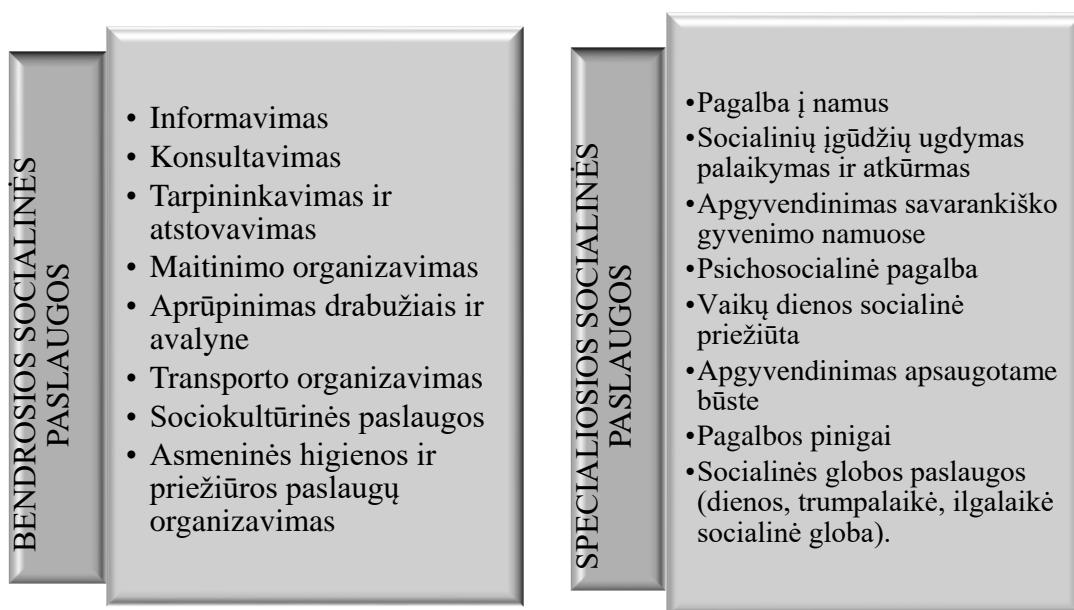 BENDROSIOS SOCIALINĖS
PASLAUGOS
• Informavimas
• Konsultavimas
• Tarpininkavimas ir
atstovavimas
• Maitinimo organizavimas
• Aprūpinimas drabužiais ir
avalyne
• Transporto organizavimas
• Sociokultūrinės paslaugos
• Asmeninės higienos ir
priežiūros paslaugų
organizavimas
SPECIALIOSIOS SOCIALINĖS
PASLAUGOS
•Pagalba į namus
•Socialinių įgūdžių ugdymas
palaikymas ir atkūrmas
•Apgyvendinimas savarankiško
gyvenimo namuose
•Psichosocialinė pagalba
•Vaikų dienos socialinė
priežiūta
•Apgyvendinimas apsaugotame
būste
•Pagalbos pinigai
•Socialinės globos paslaugos
(dienos, trumpalaikė, ilgalaikė
socialinė globa).